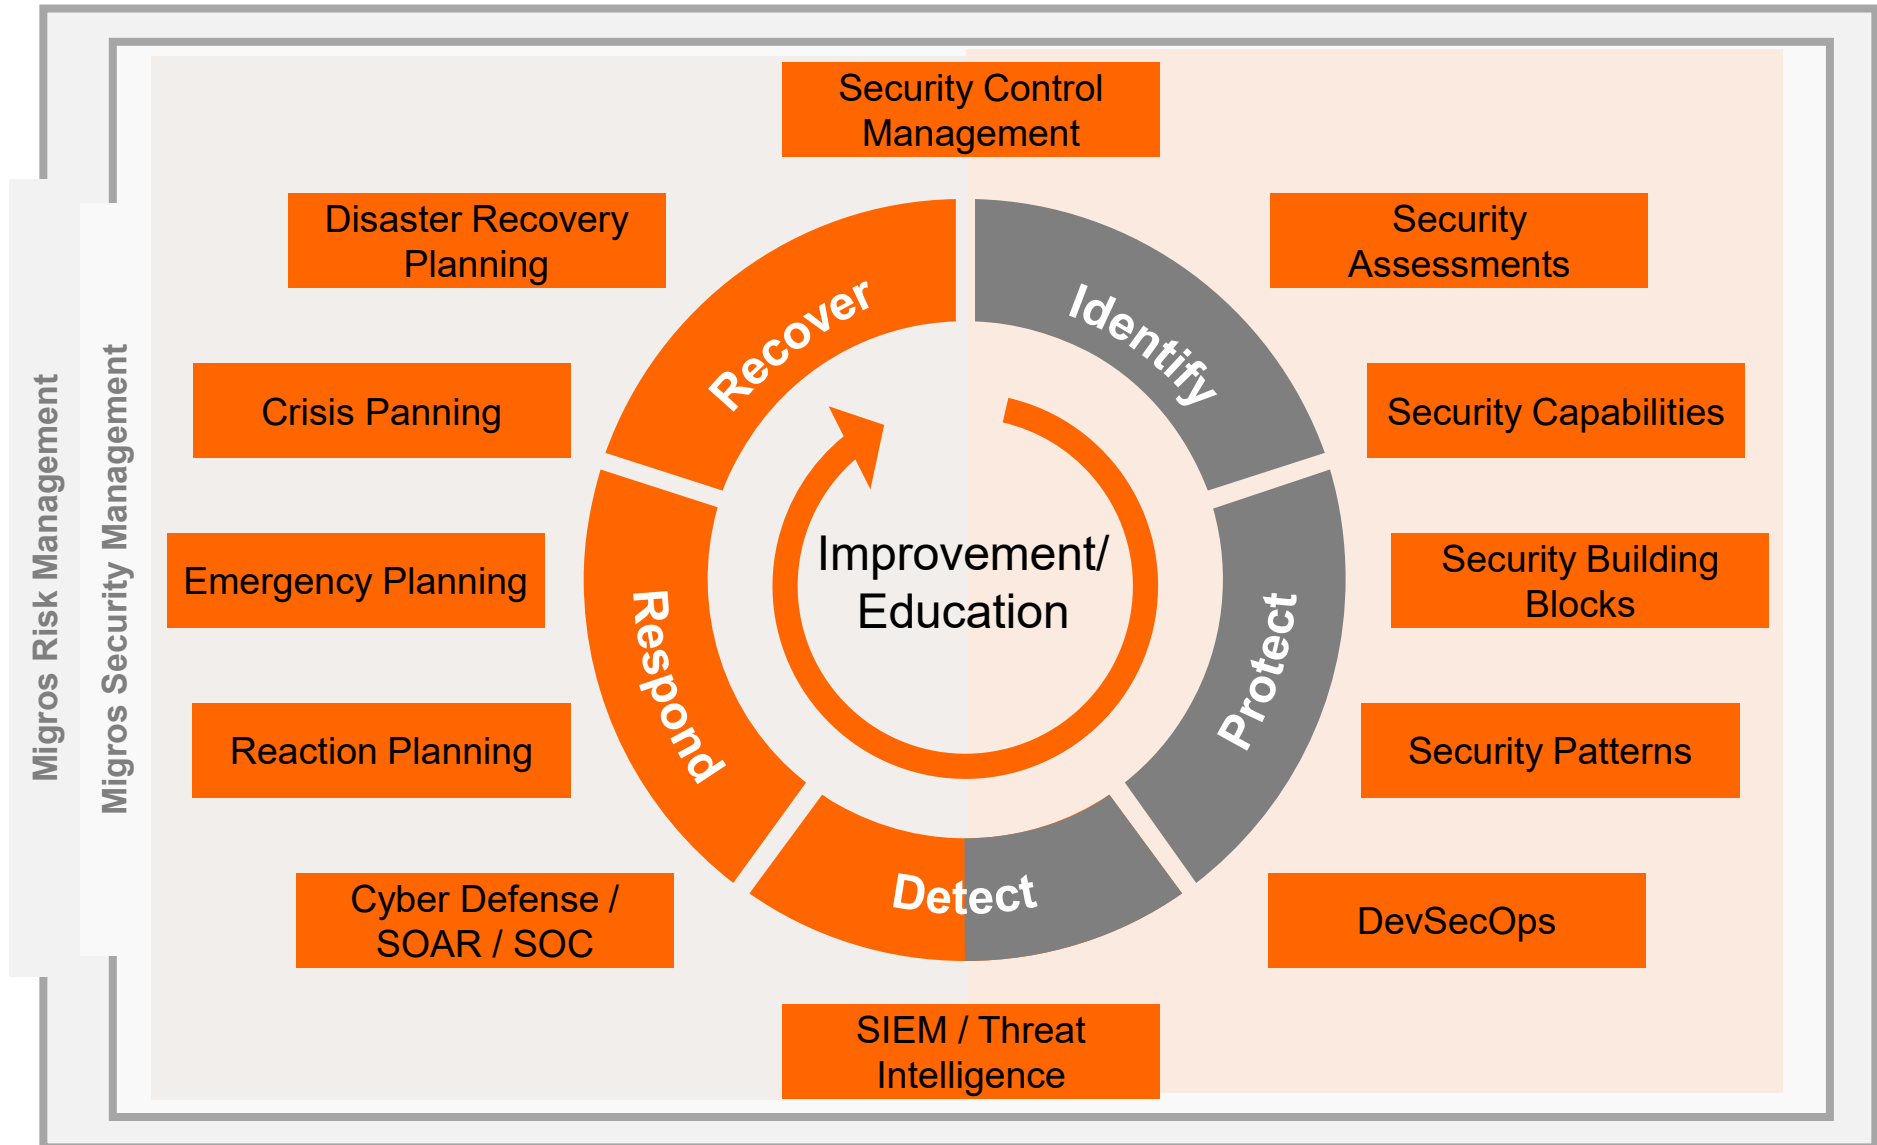 Security Control
Management
Disaster Recovery
Planning
Security
Assessments
Recover
Identify
Crisis Panning
Security Capabilities
Migros Risk Management
Migros Security Management
Improvement/
Education
Emergency Planning
Security Building
Blocks
Respond
Protect
Reaction Planning
Security Patterns
Detect
Cyber Defense /
SOAR / SOC
DevSecOps
SIEM / Threat
Intelligence